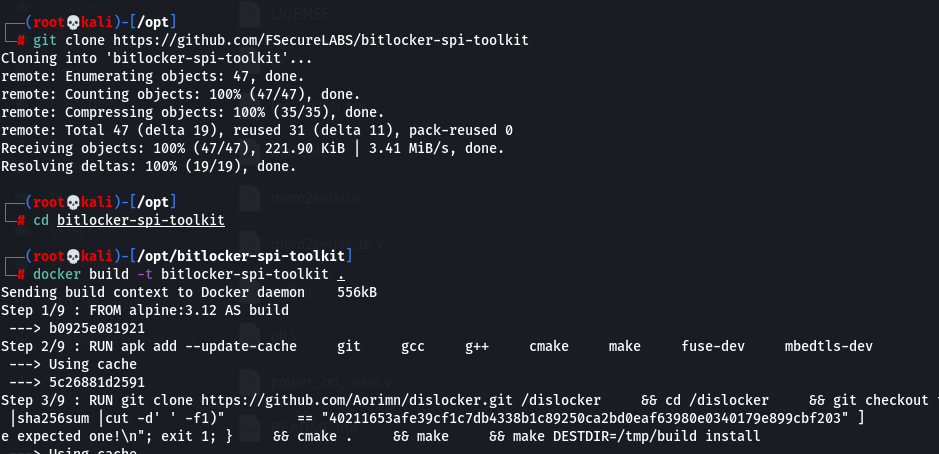 LICENSE
┌──(root💀kali)-[/opt]
└─# git clone https://github.com/FSecureLABS/bitlocker-spi-toolkit
Cloning into 'bitlocker-spi-toolkit'...
remote: Enumerating objects: 47, done.
remote: Counting objects: 100% (47/47), done.
remote: Compressing objects: 100% (35/35), done.
remote: Total 47 (delta 19), reused 31 (delta 11), pack-reused 0
Receiving objects: 100% (47/47), 221.90 KiB | 3.41 MiB/s, done.
Resolving deltas: 100% (19/19), done.
mem2serial.v
┌──(root💀kali)-[/opt]
└─# cd bitlocker-spi-toolkit
┌──(root💀kali)-[/opt/bitlocker-spi-toolkit]
└─# docker build -t bitlocker-spi-toolkit .
Sending build context to Docker daemon    556kB
Step 1/9 : FROM alpine:3.12 AS build
 ---> b0925e081921
Step 2/9 : RUN apk add --update-cache     git     gcc     g++     cmake     make     fuse-dev     mbedtls-dev
 ---> Using cache
 ---> 5c26881d2591
power_on_reset.v
Step 3/9 : RUN git clone https://github.com/Aorimn/dislocker.git /dislocker     && cd /dislocker     && git checkout
 |sha256sum |cut -d' ' -f1)"         == "40211653afe39cf1c7db4338b1c89250ca2bd0eaf63980e0340179e899cbf203" ]
e expected one!\n"; exit 1; }     && cmake .     && make     && make DESTDIR=/tmp/build install
 ---> Using cache